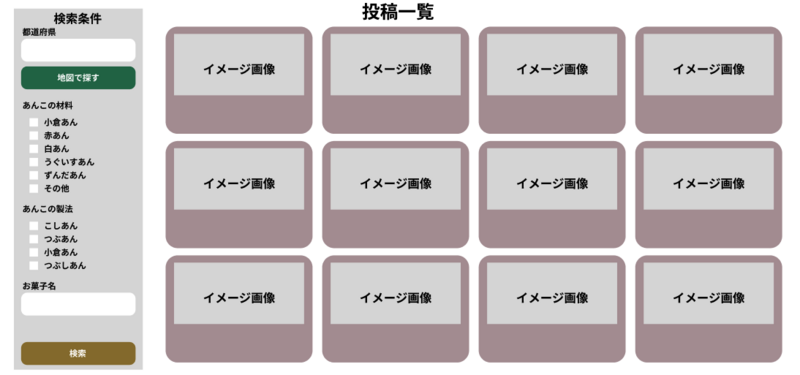 検索条件
都道府県
地図で探す
あんこの材料
小倉あん
赤あん
白あん
うぐいすあん
ずんだあん
その他
あんこの製法
こしあん
つぶあん
小倉あん
つぶしあん
お菓子名
検索
投稿一覧
イメージ画像
イメージ画像
イメージ画像
イメージ画像
イメージ画像
イメージ画像
イメージ画像
イメージ画像
イメージ画像
イメージ画像
イメージ画像
イメージ画像